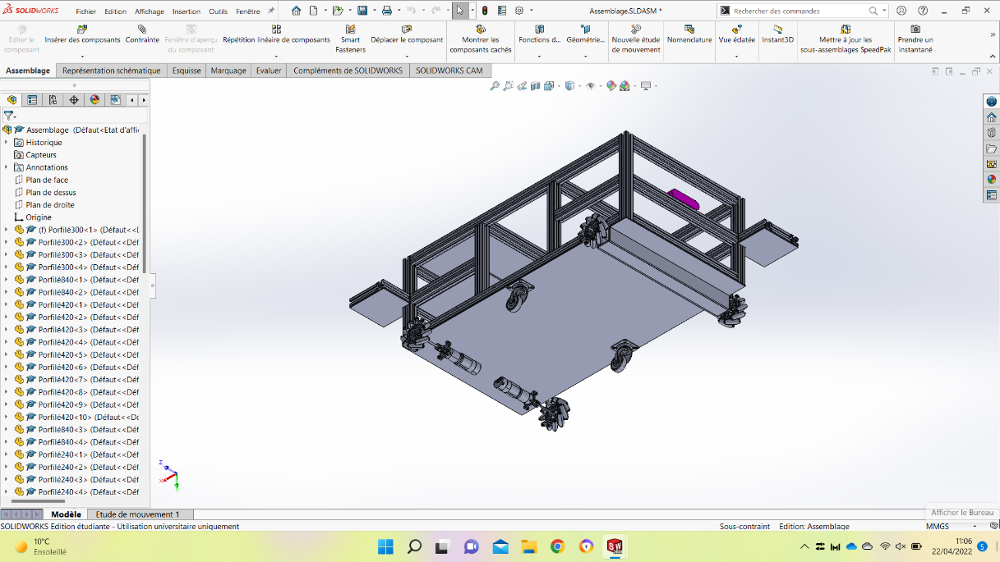 SOLIDWORKS Fichier Edition Affichage Insertion Outils Fenêtre Assemblage.SLDASM * Rechercher des commandes
Editer le composant
Insérer des composants
Contrainte
Fenêtre d'aperçu du composant
Répétition linéaire de composants
Smart Fasteners
Déplacer le composant
Montrer les composants cachés
Fonctions d...
Géométrie...
Nouvelle étude de mouvement
Nomenclature
Vue éclatée
Instant3D
Mettre à jour les sous-assemblages SpeedPak
Prendre un instantané
Assemblage Représentation schématique Esquisse Marquage Evaluer Compléments de SOLIDWORKS SOLIDWORKS CAM
Assemblage (Défaut<Etat d'affi
Historique
Capteurs
Annotations
Plan de face
Plan de dessus
Plan de droite
Origine
(f) Porfilé300<1> (Défaut<<D
Porfilé300<2> (Défaut<<Déf
Porfilé300<3> (Défaut<<Déf
Porfilé300<4> (Défaut<<Déf
Porfilé840<1> (Défaut<<Déf
Porfilé840<2> (Défaut<<Déf
Porfilé420<1> (Défaut<<Déf
Porfilé420<2> (Défaut<<Déf
Porfilé420<3> (Défaut<<Déf
Porfilé420<4> (Défaut<<Déf
Porfilé420<5> (Défaut<<Déf
Porfilé420<6> (Défaut<<Déf
Porfilé420<7> (Défaut<<Déf
Porfilé420<8> (Défaut<<Déf
Porfilé420<9> (Défaut<<Déf
Porfilé420<10> (Défaut<<Dé
Porfilé840<3> (Défaut<<Déf
Porfilé840<4> (Défaut<<Déf
Porfilé240<1> (Défaut<<Déf
Porfilé240<2> (Défaut<<Déf
Porfilé240<3> (Défaut<<Déf
Porfilé240<4> (Défaut<<Déf
Z
X
Y
Modèle Etude de mouvement 1
Afficher le Bureau
SOLIDWORKS Edition étudiante - Utilisation universitaire uniquement Sous-contraint Edition: Assemblage MMGS
10°C
Ensoleillé
11:06
22/04/2022
5